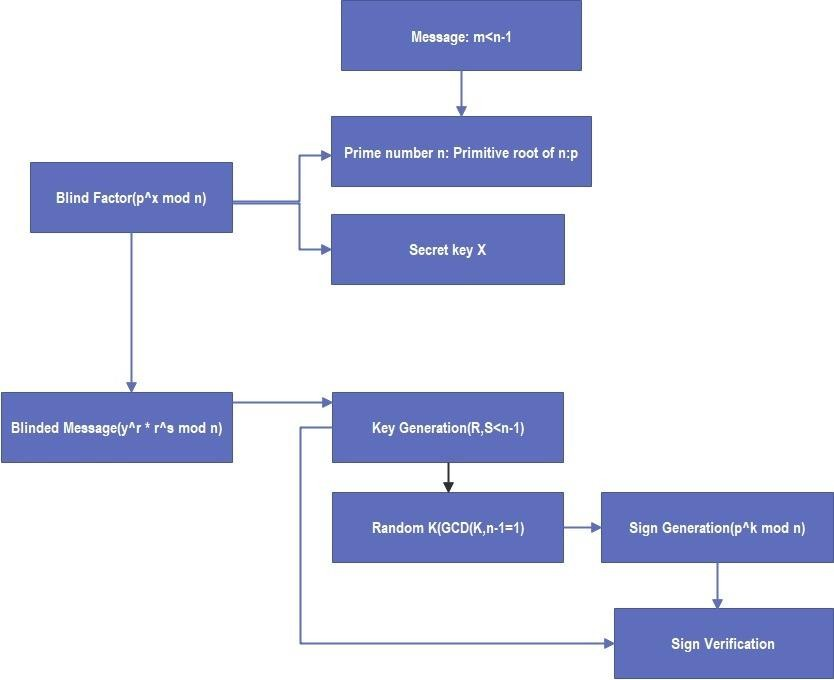 Message: m<n-1
Prime number n: Primitive root of n:p
Blind Factor(p^x mod n)
Secret key X
Blinded Message(y^r * r^s mod n)
Key Generation(R,S<n-1)
Random K(GCD(K,n-1=1)
Sign Generation(p^k mod n)
Sign Verification